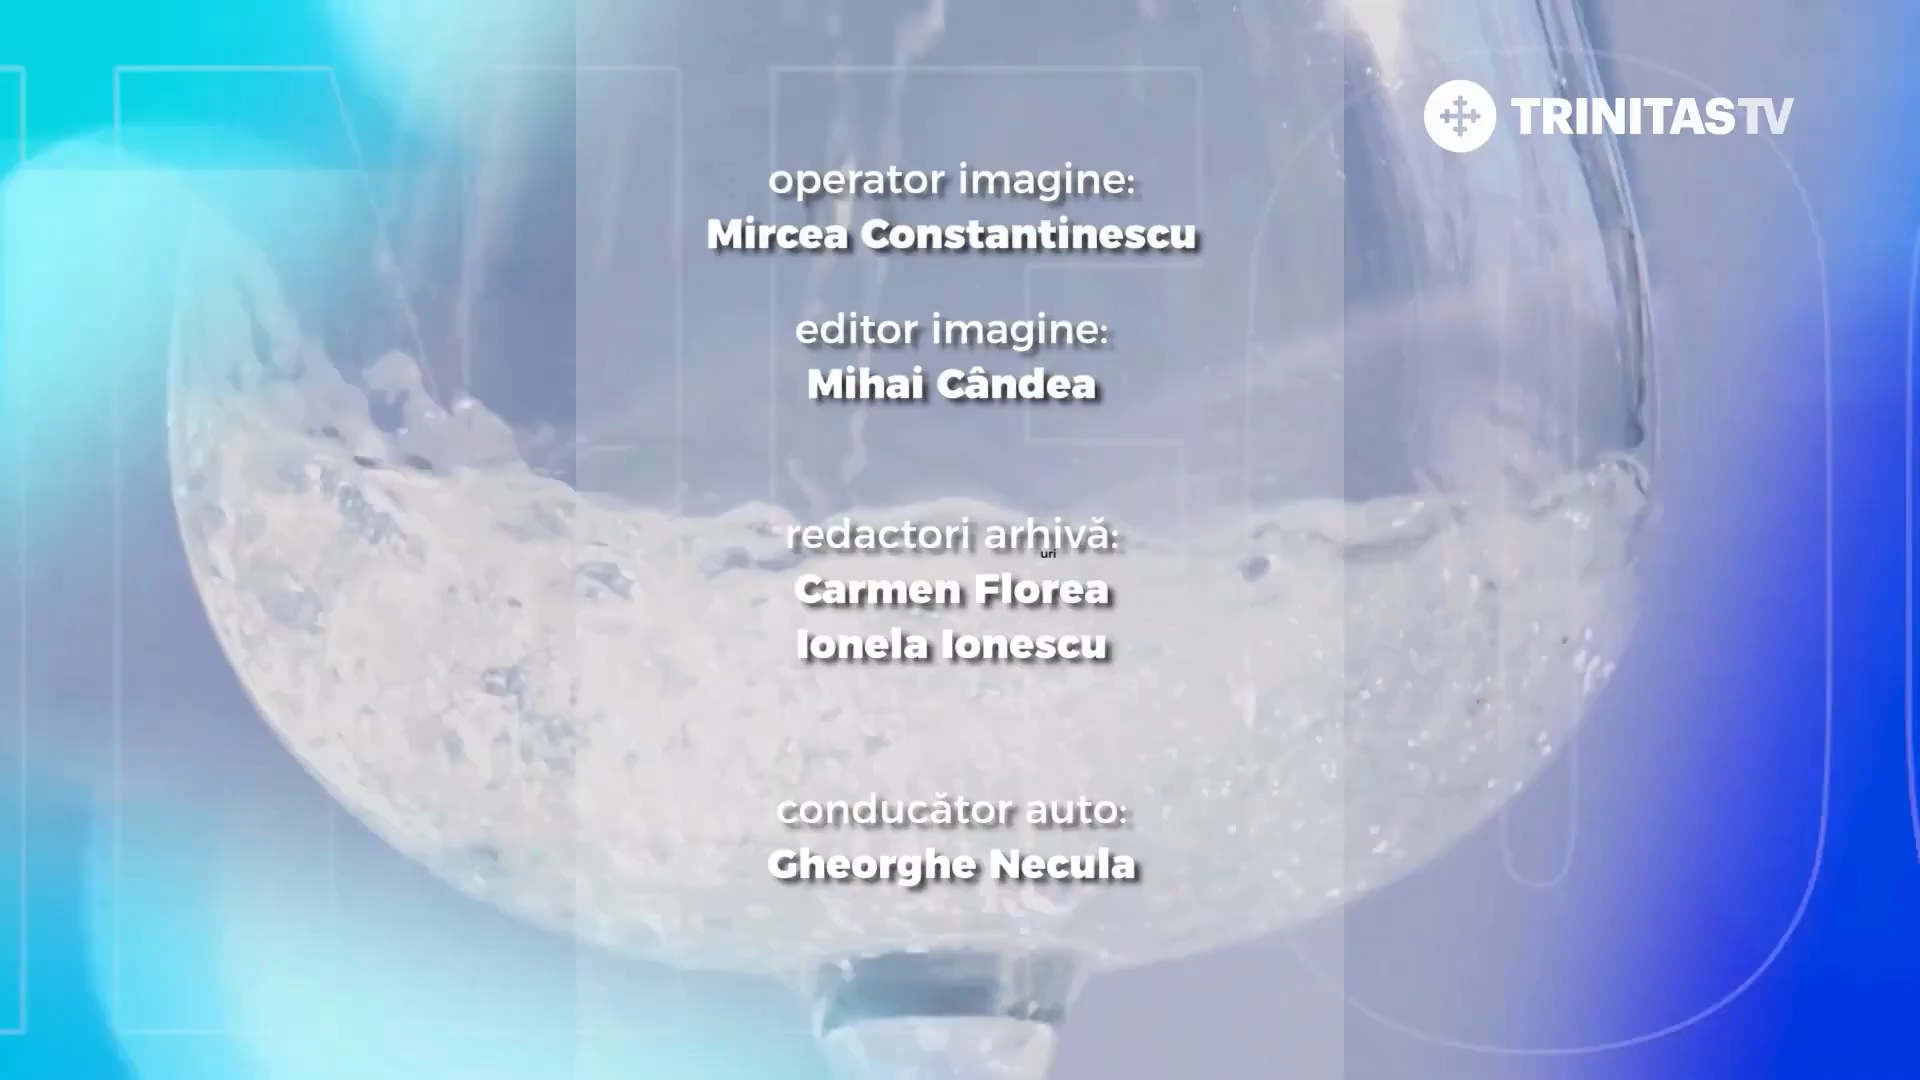 TRINITAS TV
operator imagine:
Mircea Constantinescu
editor imagine:
Mihai Cândea
redactori arhivă:
uri
Carmen Florea
Ionela Ionescu
conducător auto:
Gheorghe Necula